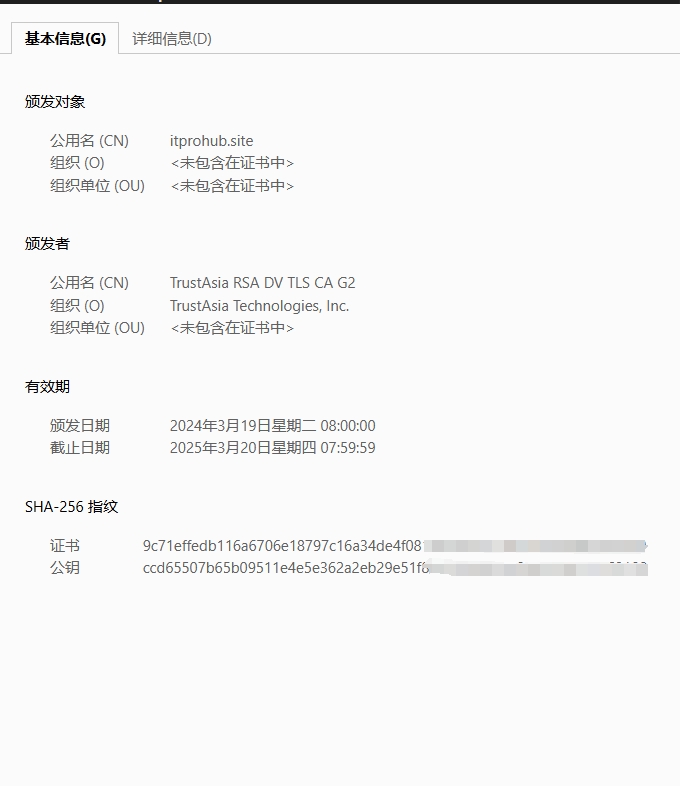 基本信息(G) 详细信息(D)
颁发对象
公用名 (CN) itprohub.site
组织 (O) <未包含在证书中>
组织单位 (OU) <未包含在证书中>
颁发者
公用名 (CN) TrustAsia RSA DV TLS CA G2
组织 (O) TrustAsia Technologies, Inc.
组织单位 (OU) <未包含在证书中>
有效期
颁发日期 2024年3月19日星期二 08:00:00
截止日期 2025年3月20日星期四 07:59:59
SHA-256 指纹
证书 9c71effedb116a6706e18797c16a34de4f08
公钥 ccd65507b65b09511e4e5e362a2eb29e51f8